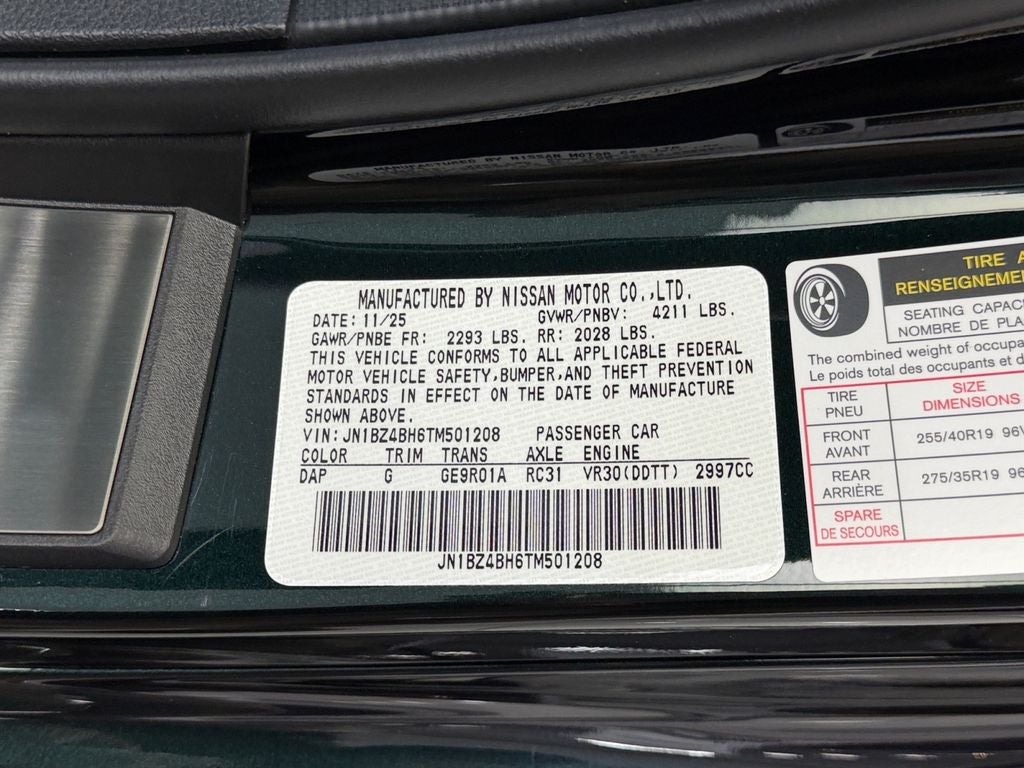 MANUFACTURED BY NISSAN MOTOR CO.,LTD.
DATE: 11/25 GVWR/PNBV: 4211 LBS.
GAWR/PNBE FR: 2293 LBS. RR: 2028 LBS.
THIS VEHICLE CONFORMS TO ALL APPLICABLE FEDERAL
MOTOR VEHICLE SAFETY,BUMPER,AND THEFT PREVENTION
STANDARDS IN EFFECT ON THE DATE OF MANUFACTURE
SHOWN ABOVE.
VIN:JN1BZ4BH6TM501208 PASSENGER CAR
COLOR TRIM TRANS AXLE ENGINE
DAP G GE9R01A RC31 VR30(DDTT) 2997CC
JN1BZ4BH6TM501208
TIRE
RENSEIGNEME
SEATING CAPAC
NOMBRE DE PLA
The combined weight of occupa
Le poids total des occupants et d
TIRE
PNEU
SIZE
DIMENSIONS
FRONT
AVANT
255/40R19 96
REAR
ARRIÈRE
275/35R19 96
SPARE
DE SECOURS